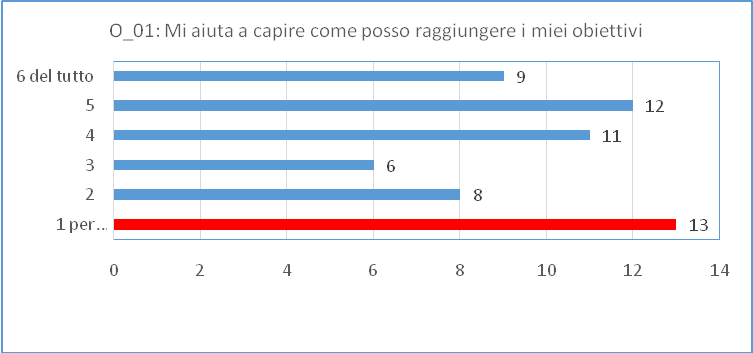 O_01: Mi aiuta a capire come posso raggiungere i miei obiettivi
6 del tutto 9
5 12
4 11
3 6
2 8
1 per... 13
0 2 4 6 8 10 12 14